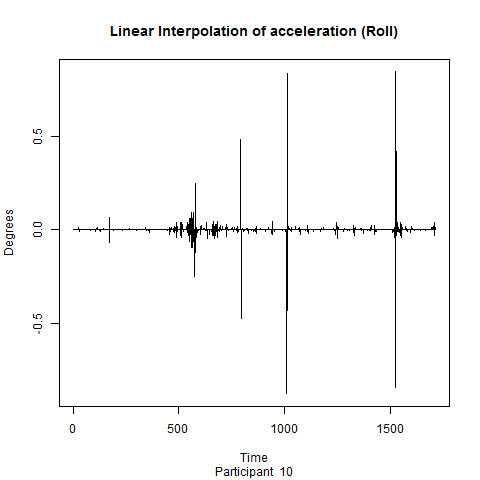 Linear Interpolation of acceleration (Roll)
0.5
0.0
-0.5
Degrees
0 500 1000 1500
Time
Participant 10